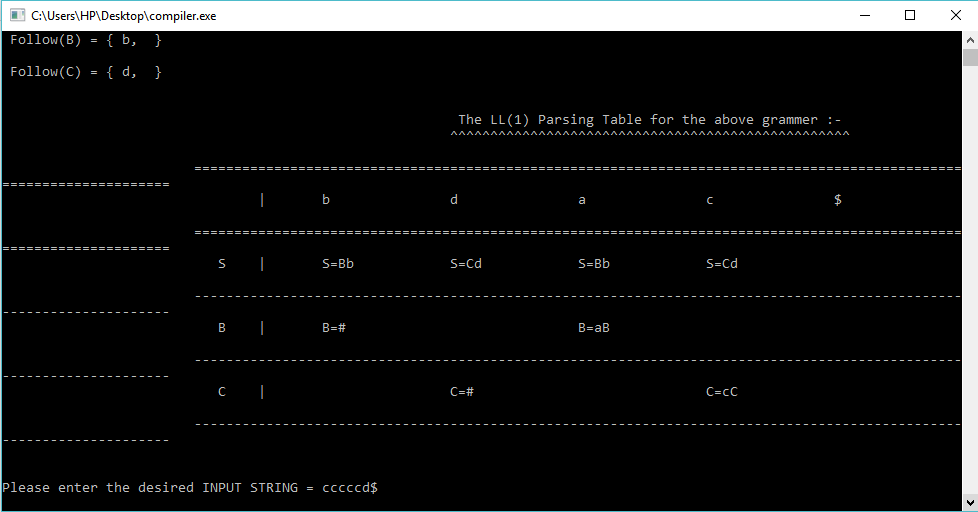 C:\Users\HP\Desktop\compiler.exe
Follow(B) = { b,  }
Follow(C) = { d,  }
The LL(1) Parsing Table for the above grammer :-
^^^^^^^^^^^^^^^^^^^^^^^^^^^^^^^^^^^^^^^^^^^^^^^^^^
================================================================================================
=====================
| b d a c $
================================================================================================
=====================
S | S=Bb S=Cd S=Bb S=Cd
------------------------------------------------------------------------------------------------
---------------------
B | B=# B=aB
------------------------------------------------------------------------------------------------
---------------------
C | C=# C=cC
------------------------------------------------------------------------------------------------
---------------------
Please enter the desired INPUT STRING = cccccd$